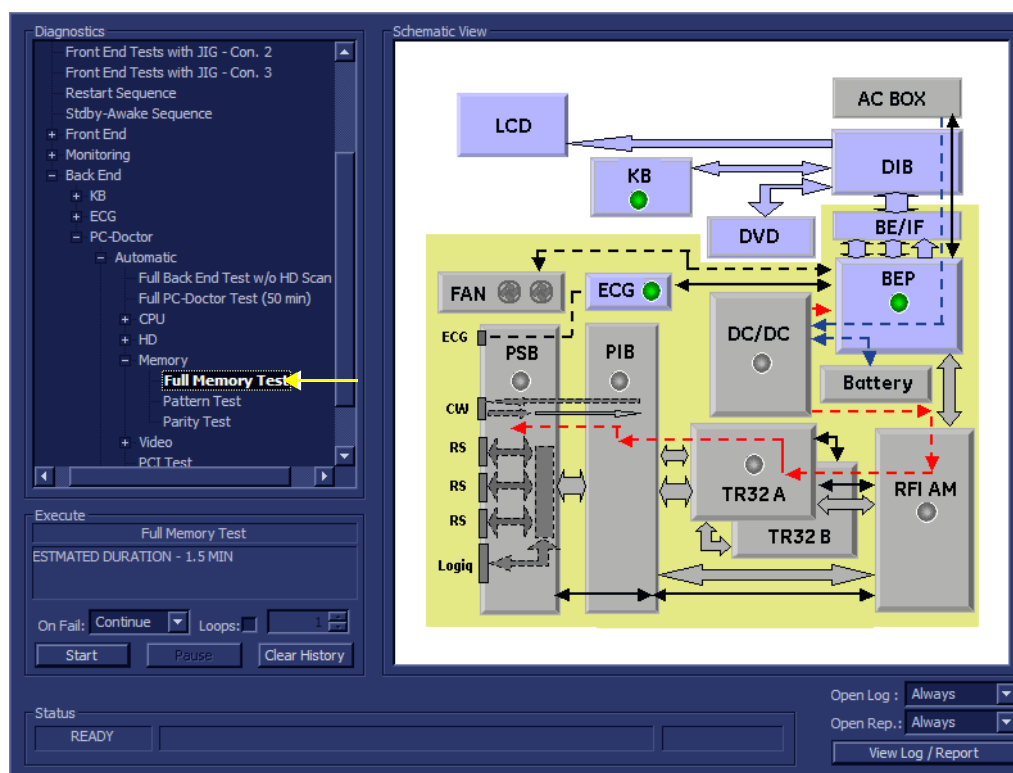 Diagnostics
Front End Tests with JIG - Con. 2
Front End Tests with JIG - Con. 3
Restart Sequence
Stdby-Awake Sequence
Front End
Monitoring
Back End
KB
ECG
PC-Doctor
Automatic
Full Back End Test w/o HD Scan
Full PC-Doctor Test (50 min)
CPU
HD
Memory
Full Memory Test
Pattern Test
Parity Test
Video
PCI Test
Execute
Full Memory Test
ESTMATED DURATION - 1.5 MIN
On Fail: Continue Loops: 1
Start Pause Clear History
Schematic View
AC BOX
LCD
DIB
KB
DVD
BE/IF
BEP
FAN
ECG
DC/DC
ECG
PSB
PIB
Battery
CW
RS
RS
TR32 A
RFI AM
RS
TR32 B
Logiq
Open Log : Always
Open Rep.: Always
View Log / Report
Status
READY